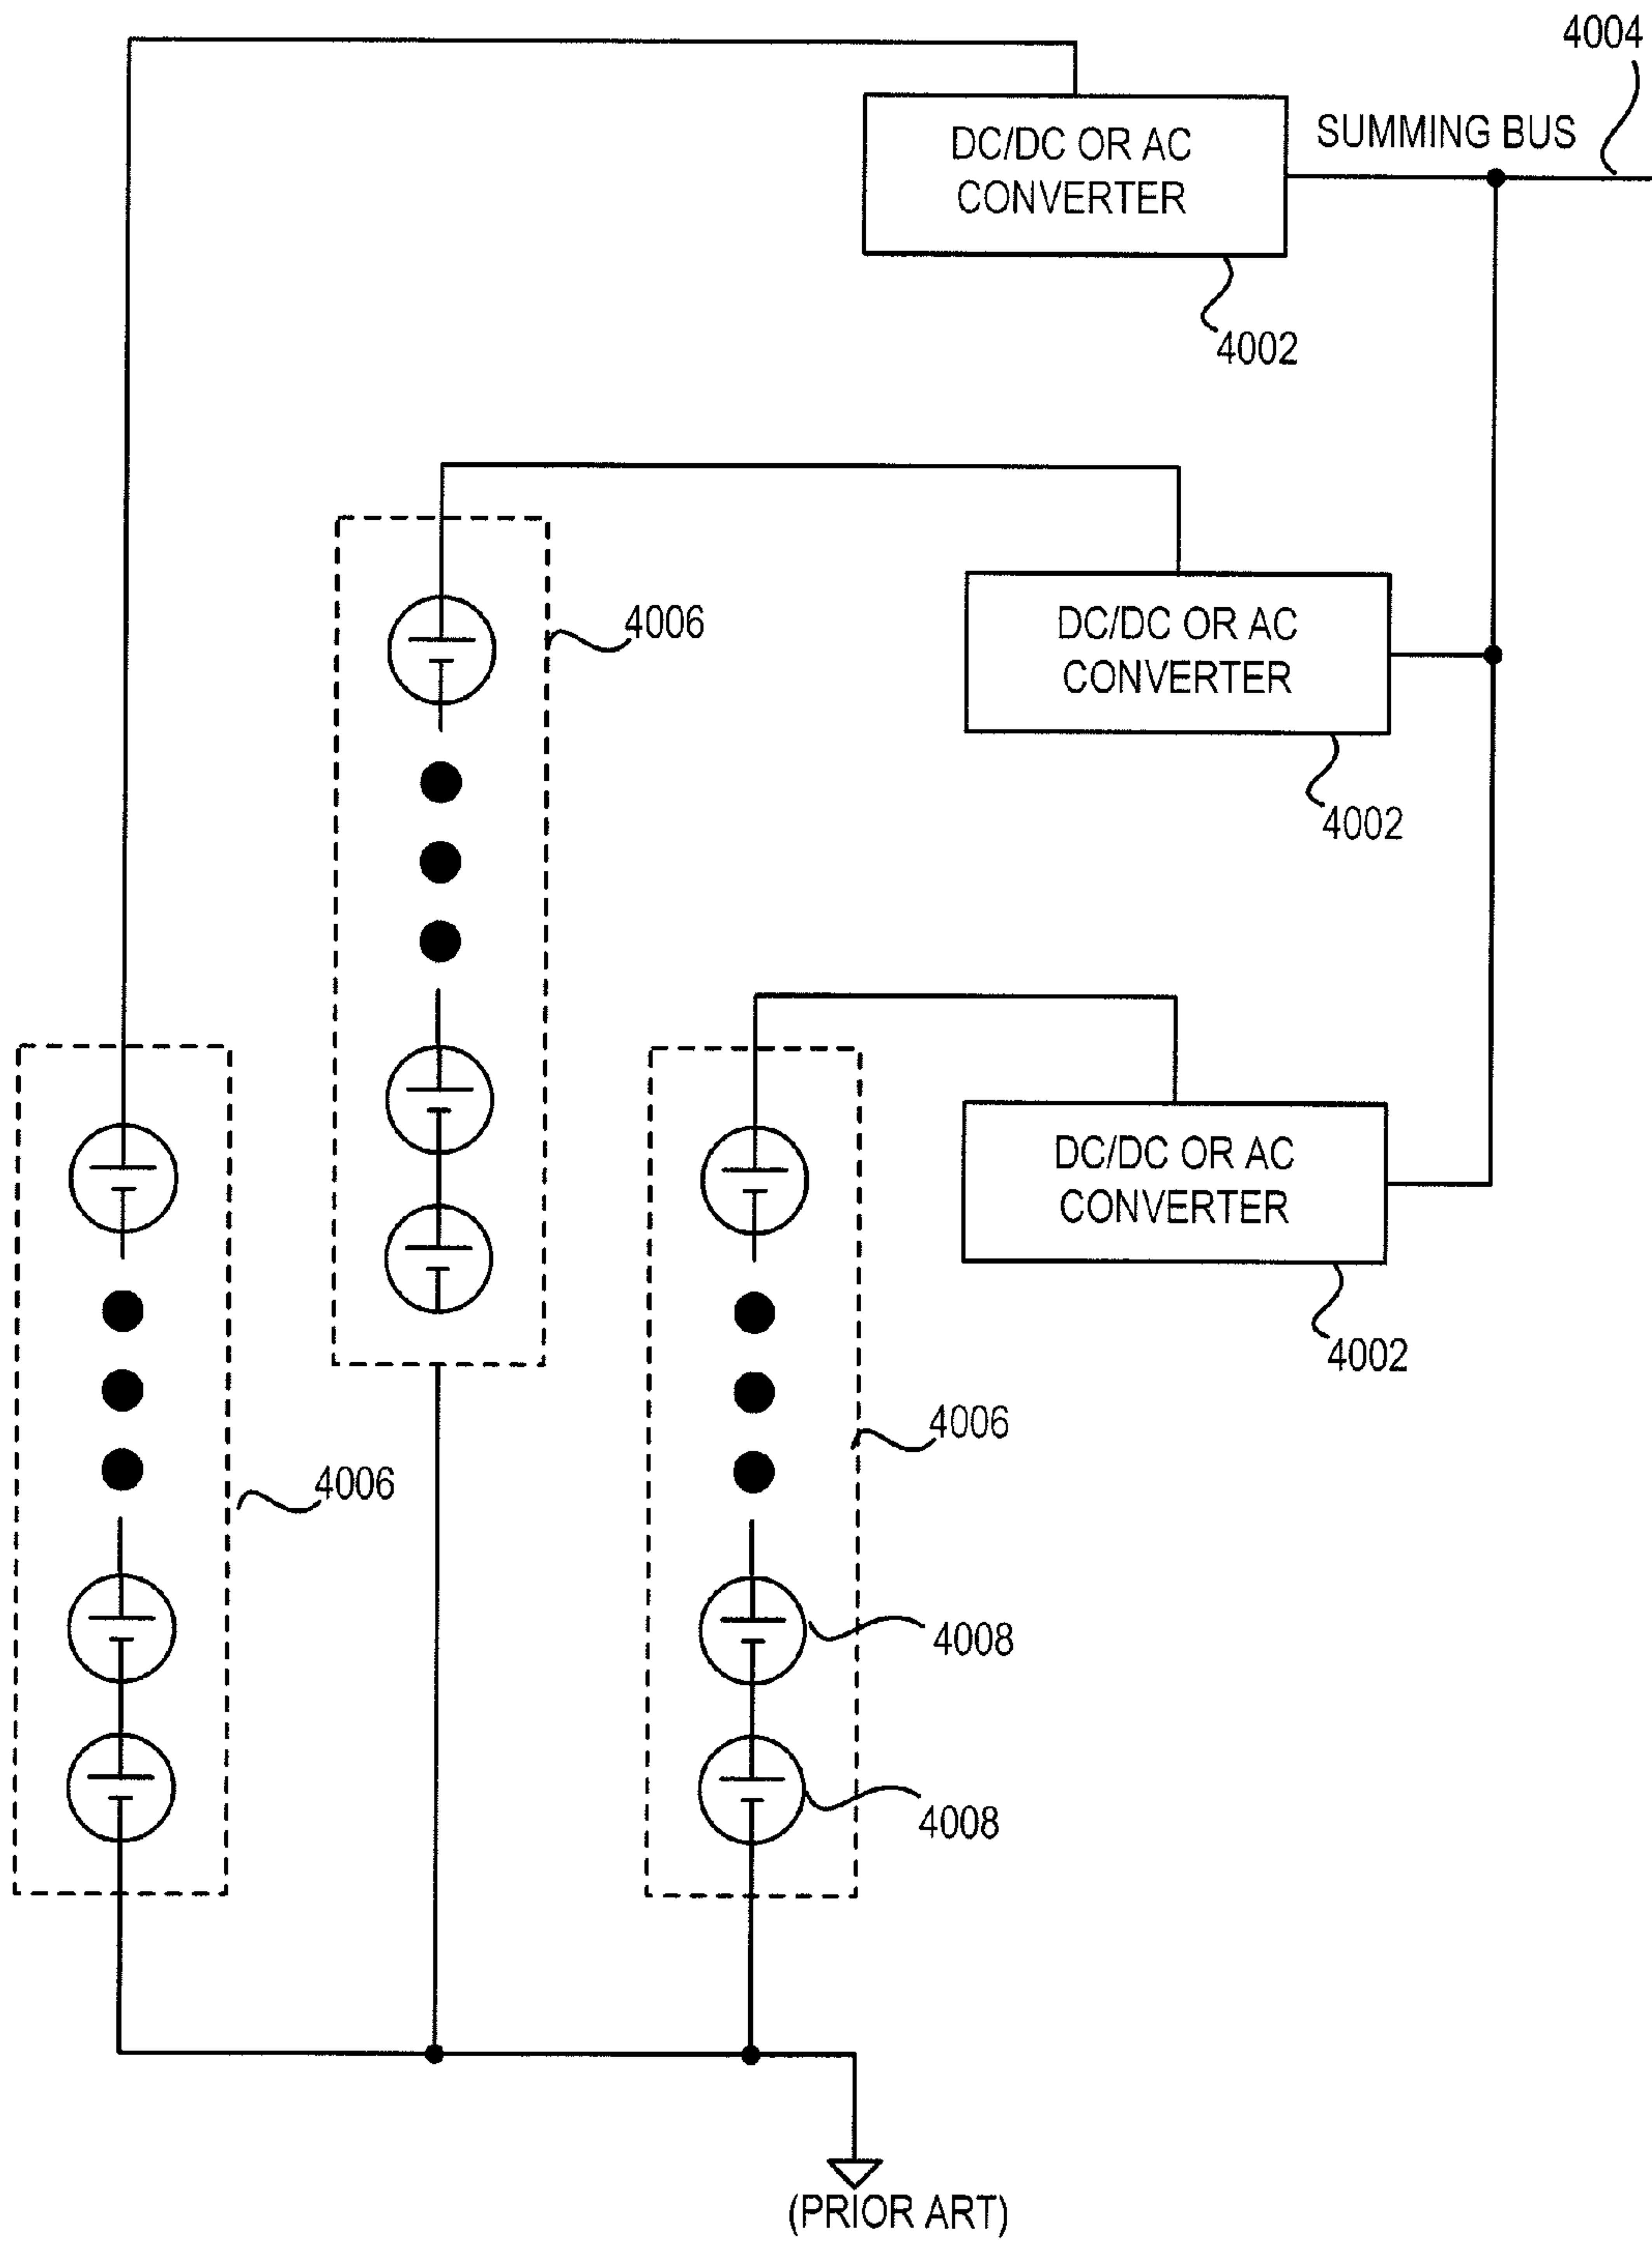 4004
SUMMING BUS
DC/DC OR AC
CONVERTER
4002
4006
DC/DC OR AC
CONVERTER
4002
DC/DC OR AC
CONVERTER
4002
4006
4006
4008
4008
(PRIOR ART)